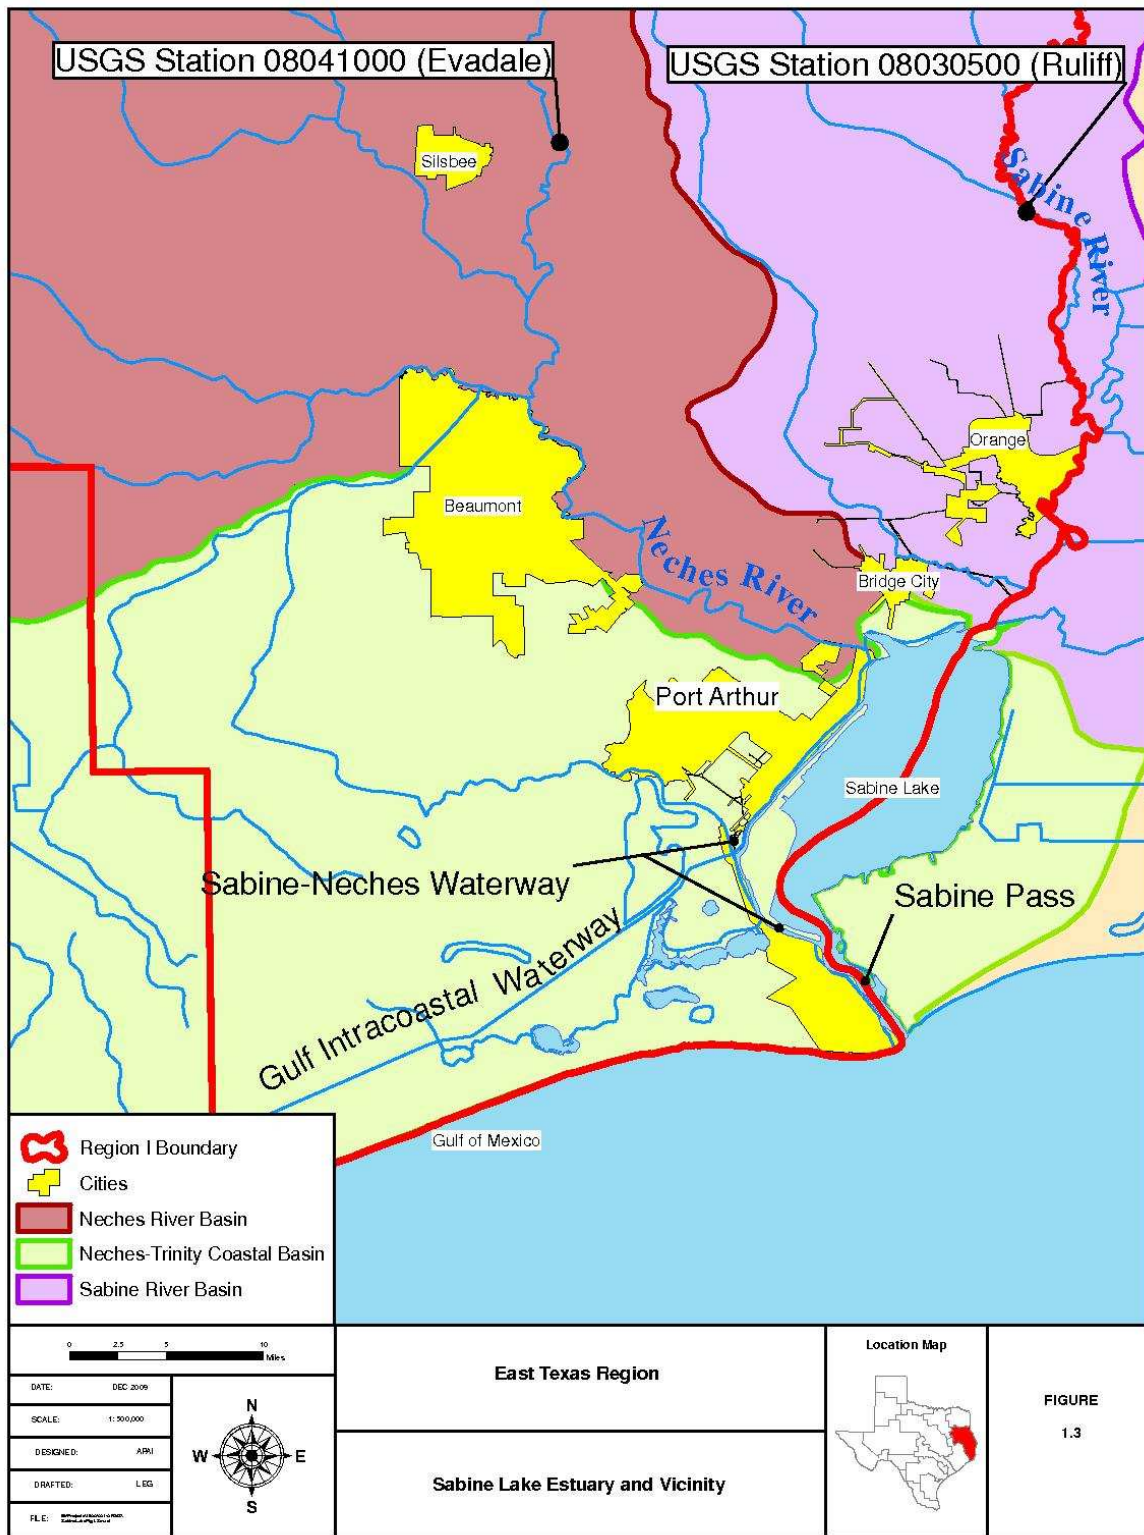 USGS Station 08041000 (Evadale)
USGS Station 08030500 (Ruliff)
Silsbee
Sabine River
Orange
Beaumont
Neches River
Bridge City
Port Arthur
Sabine Lake
Sabine-Neches Waterway
Sabine Pass
Gulf Intracoastal Waterway
Gulf of Mexico
Region I Boundary
Cities
Neches River Basin
Neches-Trinity Coastal Basin
Sabine River Basin
0 2.5 5 10
Miles
DATE: DEC 2009
SCALE: 1:500,000
DESIGNED: APAI
DRAFTED: LEG
FILE:
N
W E
S
East Texas Region
Sabine Lake Estuary and Vicinity
Location Map
FIGURE
1.3